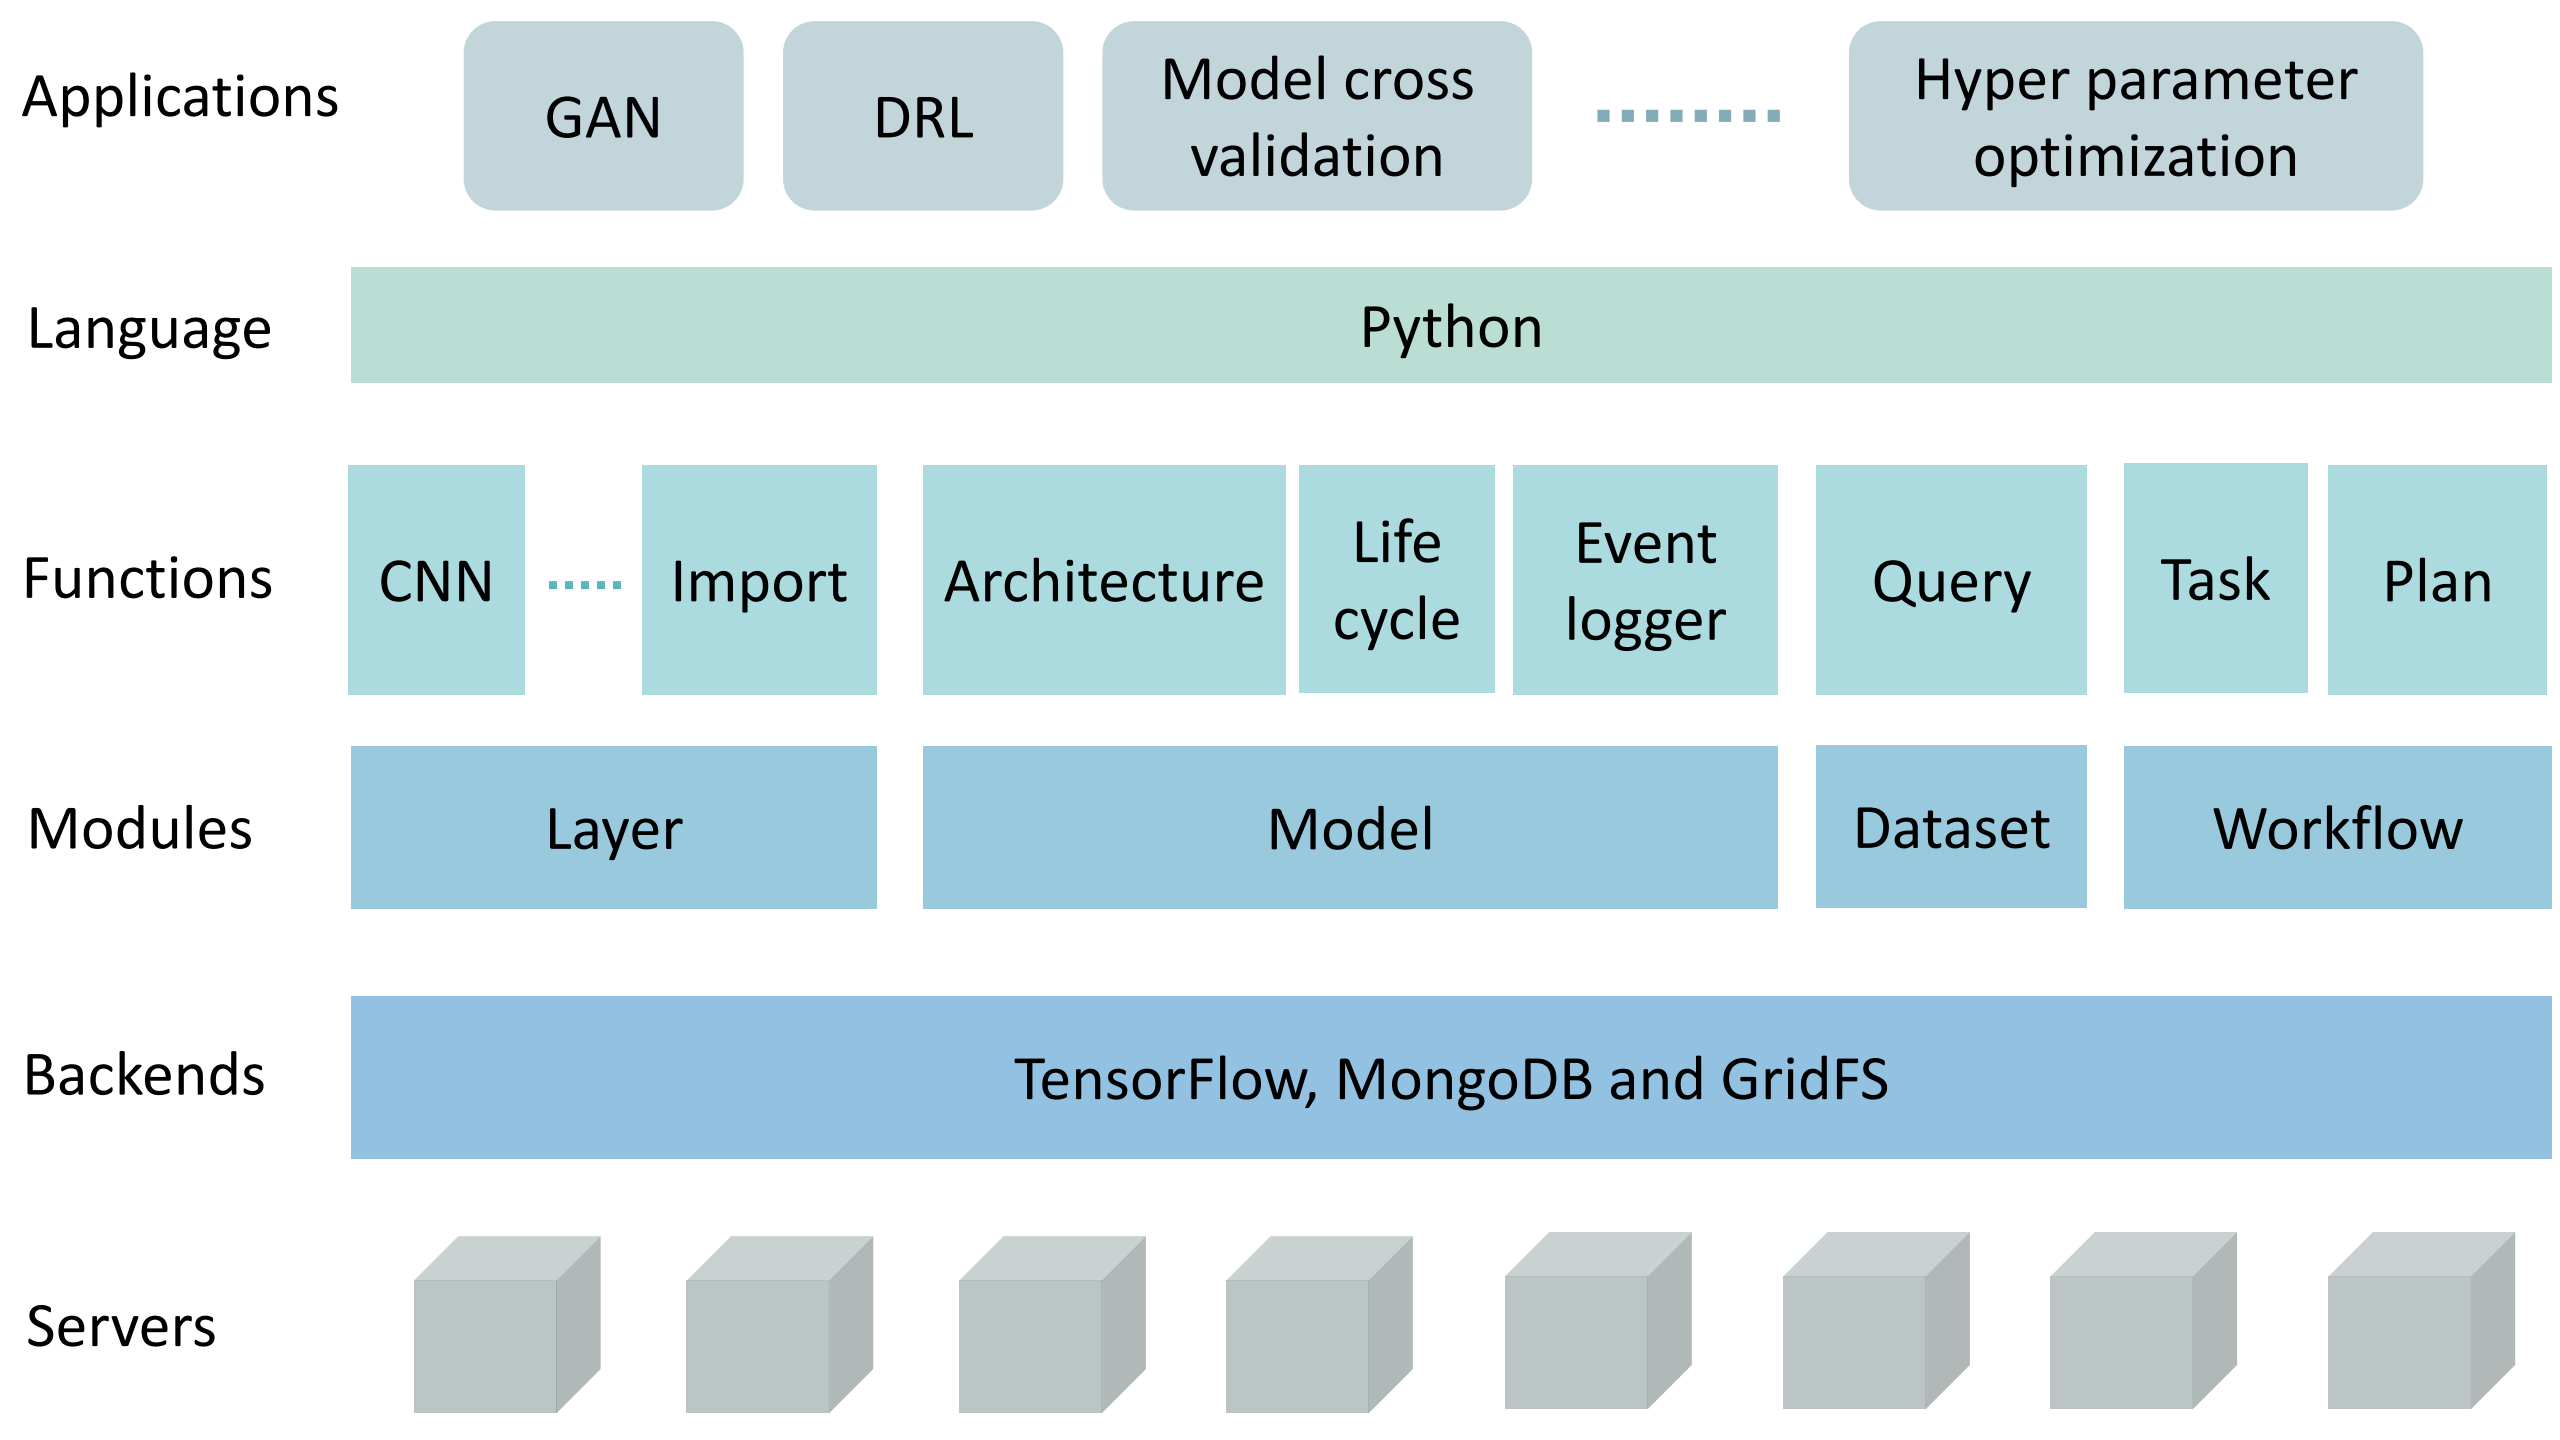 Applications
GAN
DRL
Model cross
validation
Hyper parameter
optimization
Language
Python
Functions
CNN
Import
Architecture
Life
cycle
Event
logger
Query
Task
Plan
Modules
Layer
Model
Dataset
Workflow
Backends
TensorFlow, MongoDB and GridFS
Servers